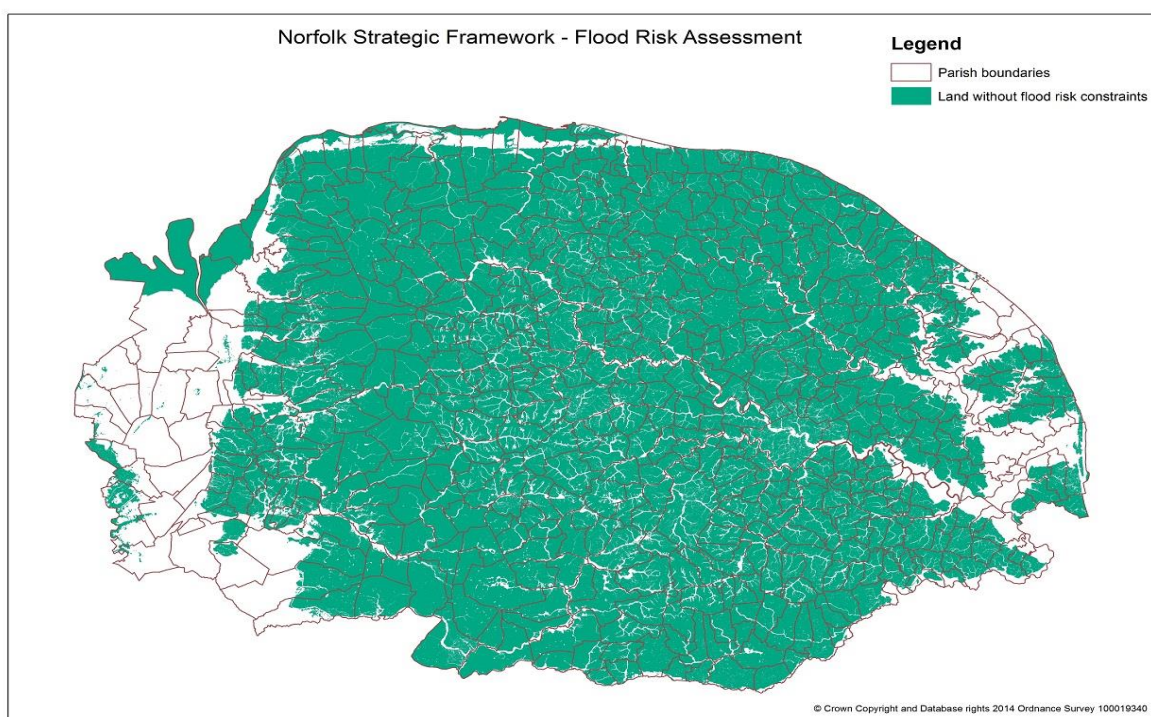 Norfolk Strategic Framework - Flood Risk Assessment
Legend
Parish boundaries
Land without flood risk constraints
© Crown Copyright and Database rights 2014 Ordnance Survey 100019340